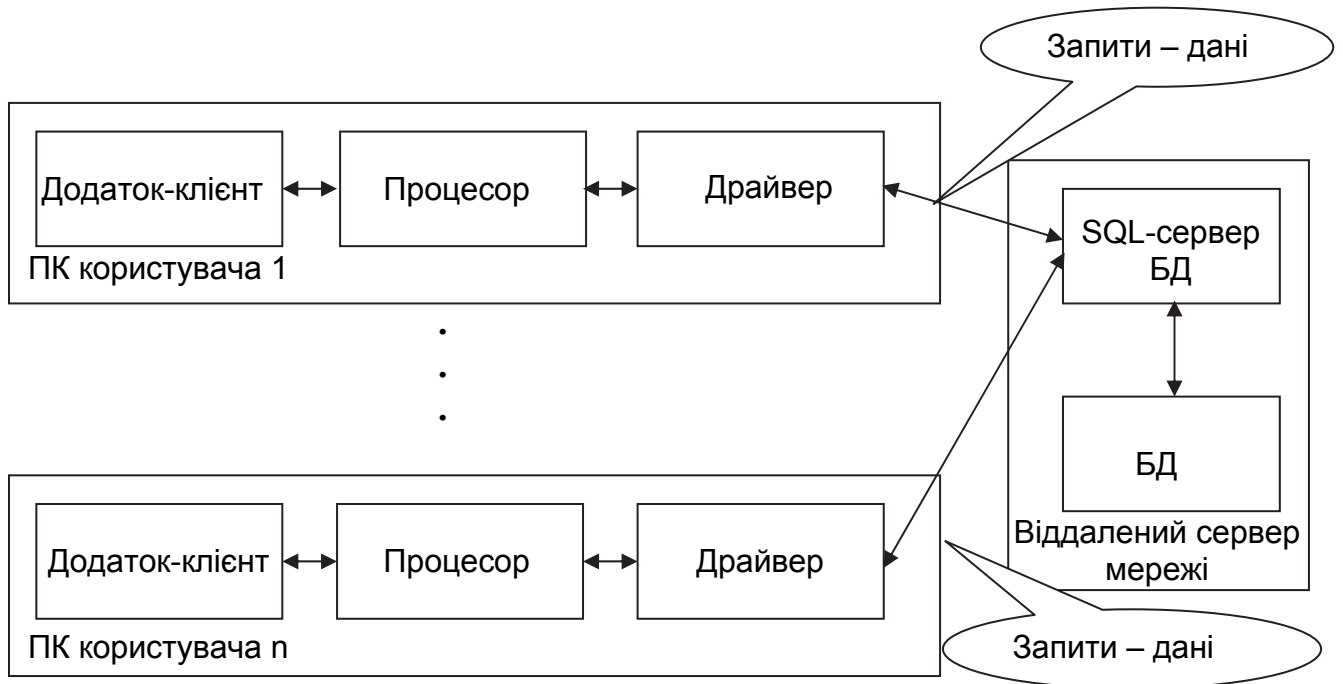 Запити – дані
Додаток-клієнт
Процесор
Драйвер
ПК користувача 1
SQL-сервер
БД
БД
Віддалений сервер
мережі
Додаток-клієнт
Процесор
Драйвер
ПК користувача n
Запити – дані